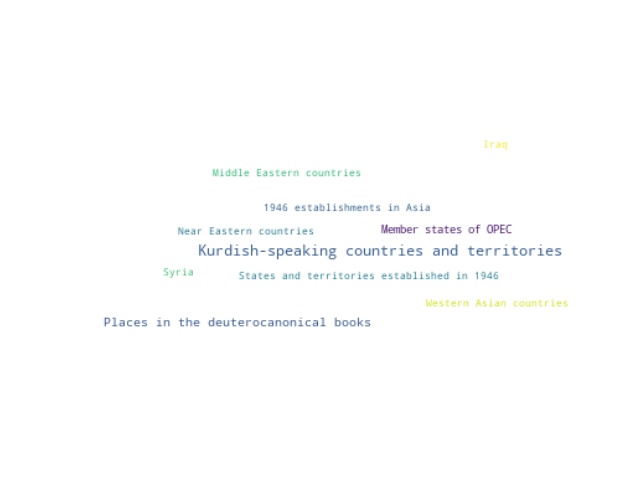 Iraq
Middle Eastern countries
1946 establishments in Asia
Near Eastern countries
Member states of OPEC
Kurdish-speaking countries and territories
Syria
States and territories established in 1946
Western Asian countries
Places in the deuterocanonical books